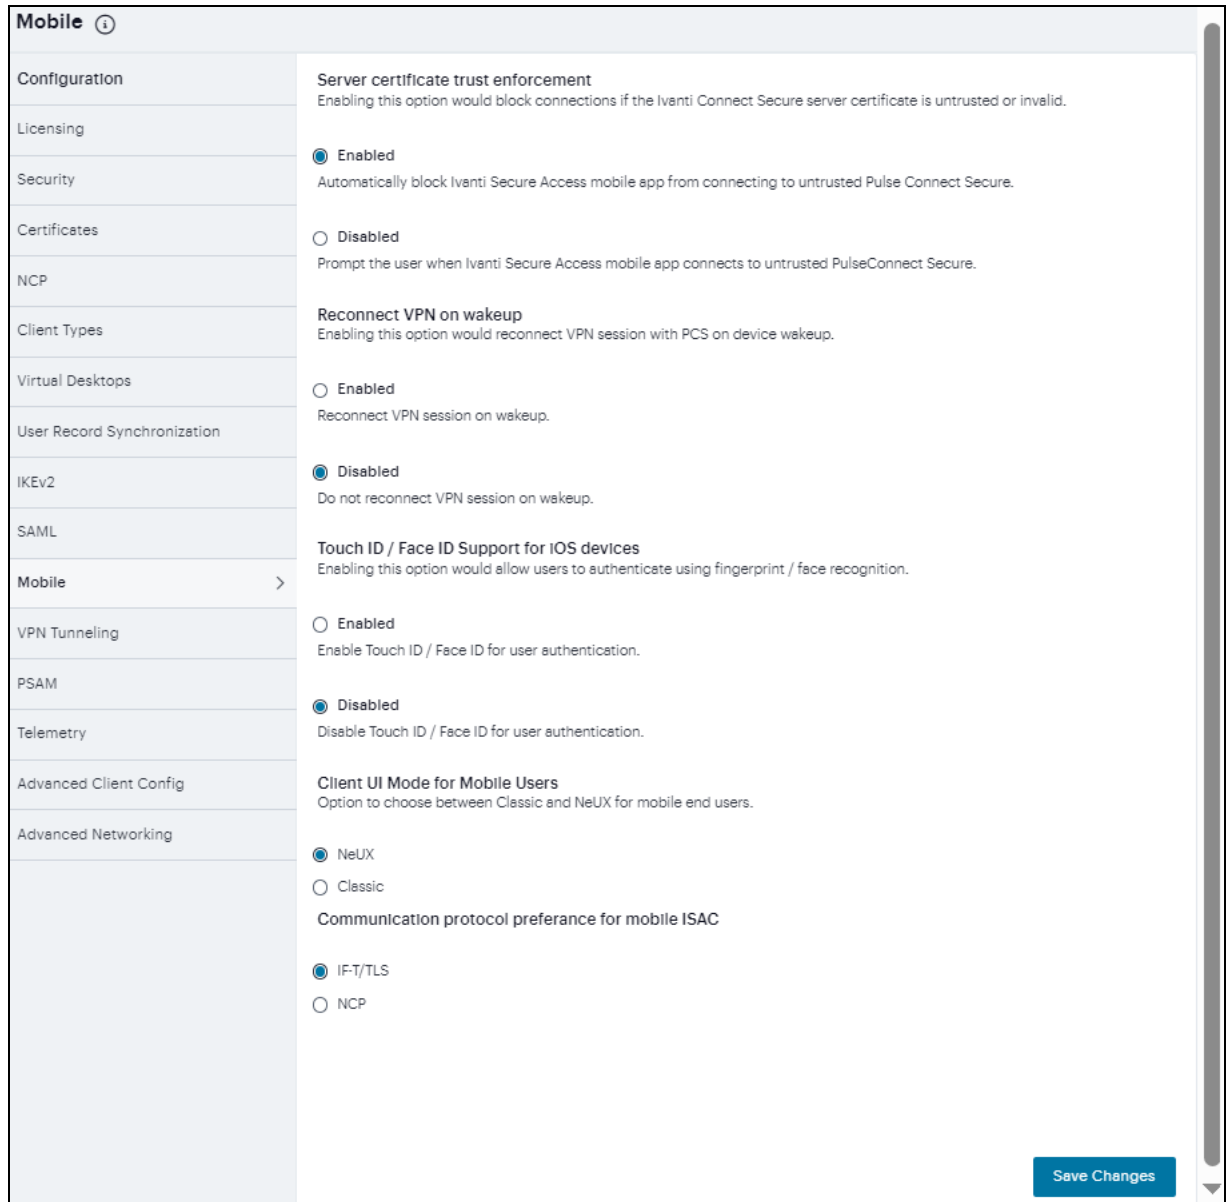 Mobile
Configuration
Licensing
Security
Certificates
NCP
Client Types
Virtual Desktops
User Record Synchronization
IKEv2
SAML
Mobile
VPN Tunneling
PSAM
Telemetry
Advanced Client Config
Advanced Networking
Server certificate trust enforcement
Enabling this option would block connections if the Ivanti Connect Secure server certificate is untrusted or invalid.
Enabled
Automatically block Ivanti Secure Access mobile app from connecting to untrusted Pulse Connect Secure.
Disabled
Prompt the user when Ivanti Secure Access mobile app connects to untrusted PulseConnect Secure.
Reconnect VPN on wakeup
Enabling this option would reconnect VPN session with PCS on device wakeup.
Enabled
Reconnect VPN session on wakeup.
Disabled
Do not reconnect VPN session on wakeup.
Touch ID / Face ID Support for iOS devices
Enabling this option would allow users to authenticate using fingerprint / face recognition.
Enabled
Enable Touch ID / Face ID for user authentication.
Disabled
Disable Touch ID / Face ID for user authentication.
Client UI Mode for Mobile Users
Option to choose between Classic and NeUX for mobile end users.
NeUX
Classic
Communication protocol preferance for mobile ISAC
IF-T/TLS
NCP
Save Changes